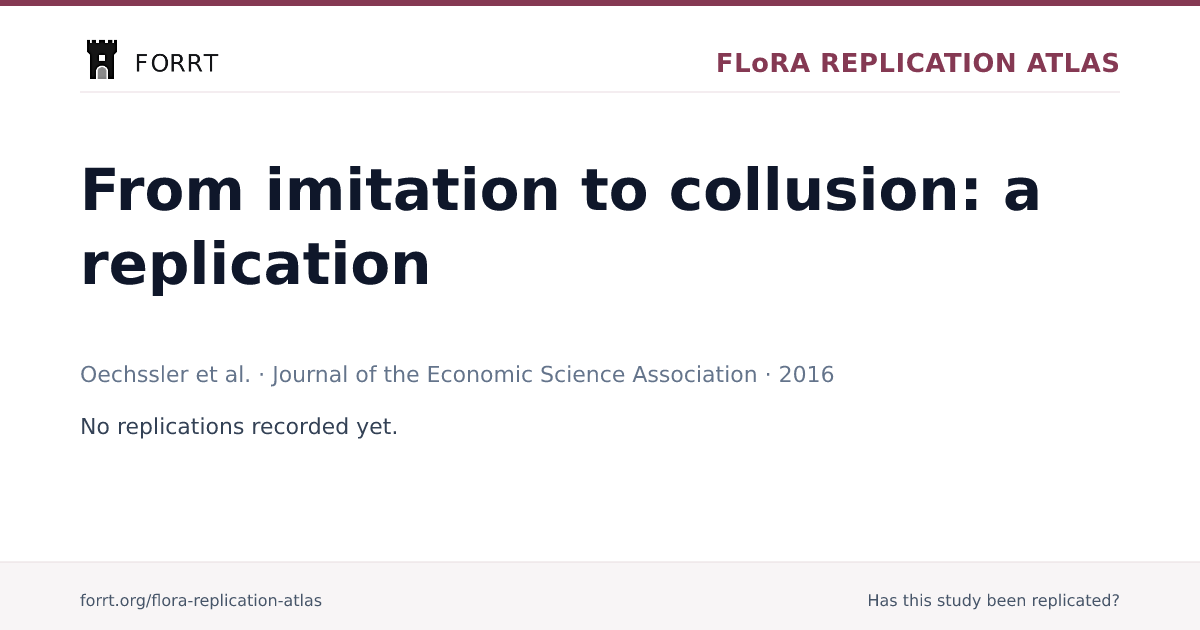 FORRT
FLoRA REPLICATION ATLAS
From imitation to collusion: a
replication
Oechssler et al. · Journal of the Economic Science Association · 2016
No replications recorded yet.
forrt.org/flora-replication-atlas
Has this study been replicated?